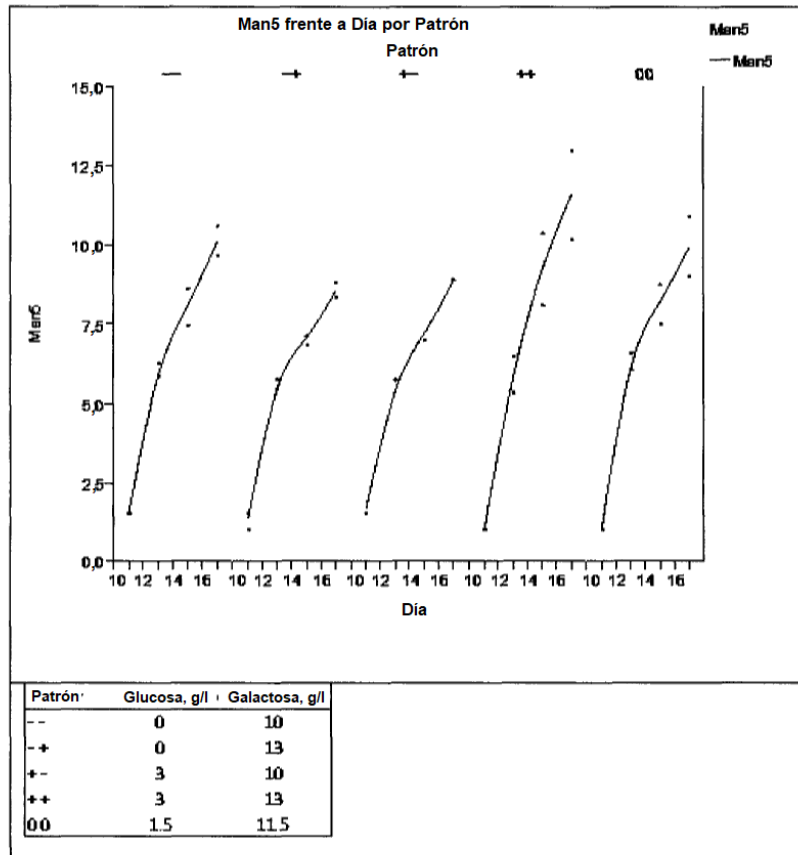 Man5 frente a Día por Patrón
Patrón
-- -+ +- ++ 00
Man5
Man5
15,0
12,5
10,0
7,5
5,0
2,5
0,0
Man5
10 12 14 16 10 12 14 16 10 12 14 16 10 12 14 16 10 12 14 16
Día
Patrón Glucosa, g/l Galactosa, g/l
-- 0 10
-+ 0 13
+- 3 10
++ 3 13
00 1.5 11.5